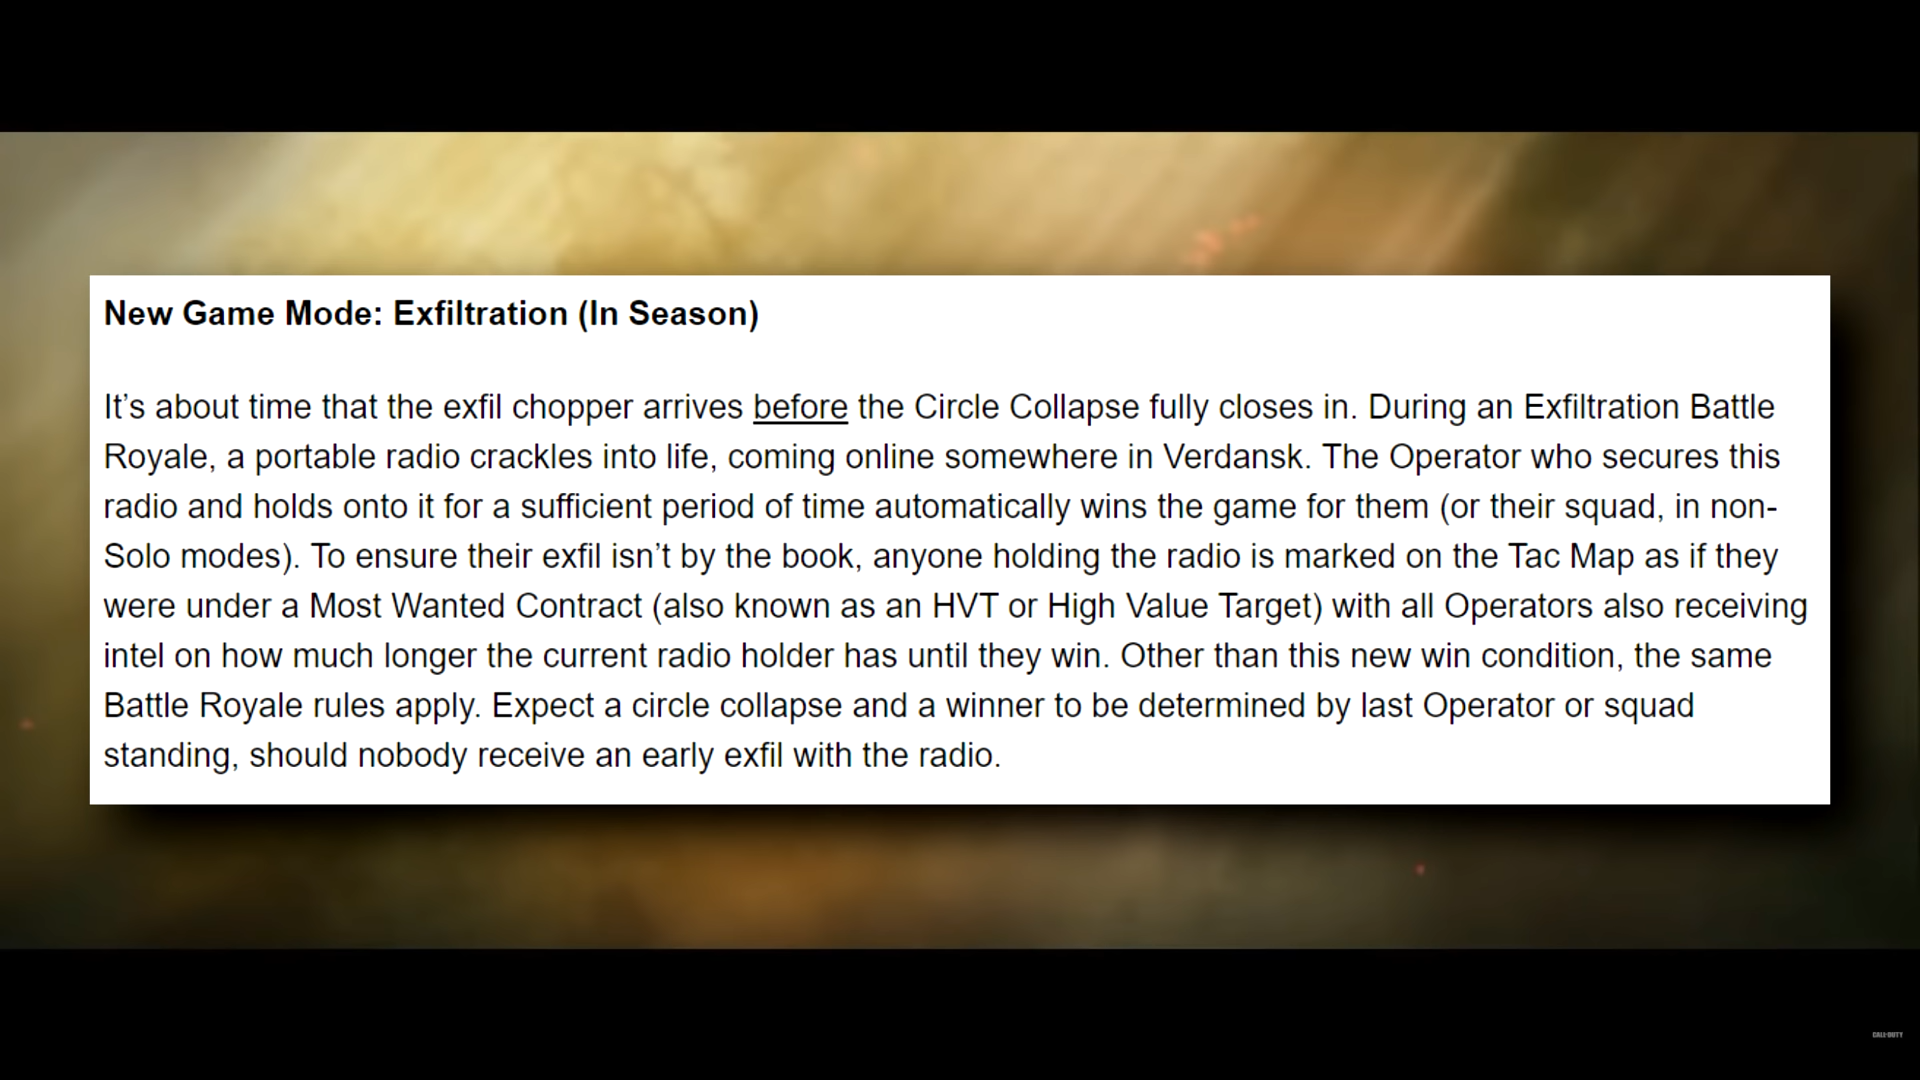 New Game Mode: Exfiltration (In Season)
It’s about time that the exfil chopper arrives before the Circle Collapse fully closes in. During an Exfiltration Battle
Royale, a portable radio crackles into life, coming online somewhere in Verdansk. The Operator who secures this
radio and holds onto it for a sufficient period of time automatically wins the game for them (or their squad, in non-
Solo modes). To ensure their exfil isn’t by the book, anyone holding the radio is marked on the Tac Map as if they
were under a Most Wanted Contract (also known as an HVT or High Value Target) with all Operators also receiving
intel on how much longer the current radio holder has until they win. Other than this new win condition, the same
Battle Royale rules apply. Expect a circle collapse and a winner to be determined by last Operator or squad
standing, should nobody receive an early exfil with the radio.
CALL OF DUTY